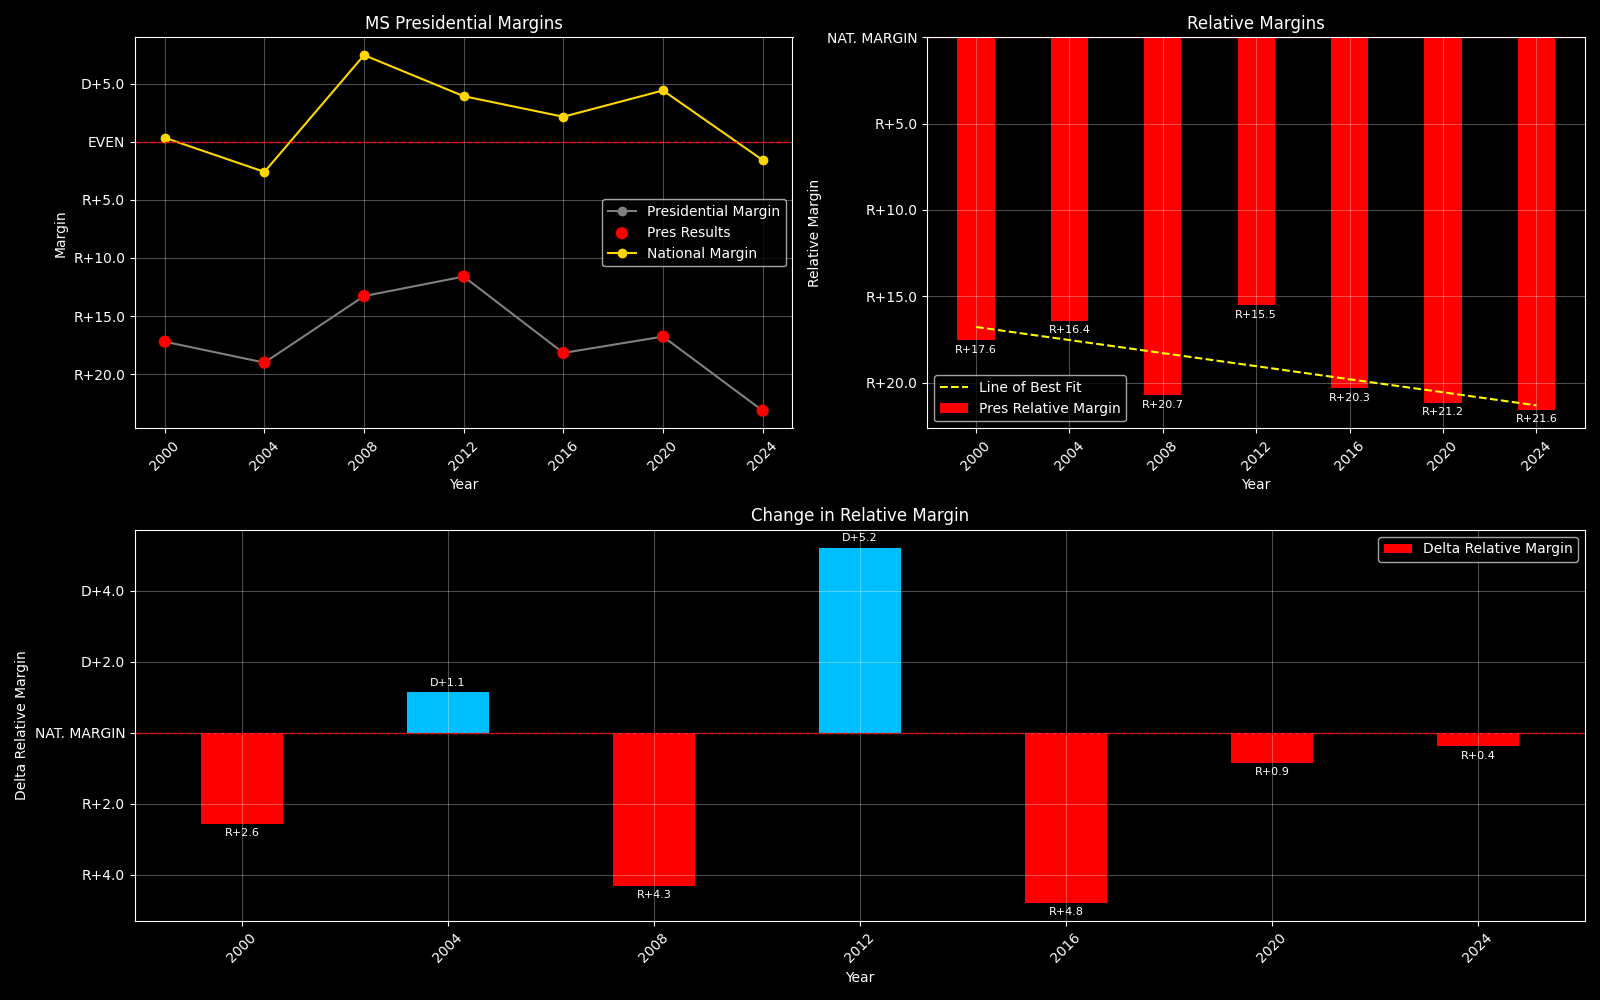 MS Presidential Margins
D+5.0
EVEN
R+5.0
R+10.0
R+15.0
R+20.0
Margin
Presidential Margin
Pres Results
National Margin
2000
2004
2008
2012
2016
2020
2024
Year
Relative Margins
NAT. MARGIN
R+5.0
R+10.0
R+15.0
R+20.0
Relative Margin
R+17.6
R+16.4
R+20.7
R+15.5
R+20.3
R+21.2
R+21.6
Line of Best Fit
Pres Relative Margin
2000
2004
2008
2012
2016
2020
2024
Year
Change in Relative Margin
D+4.0
D+2.0
NAT. MARGIN
R+2.0
R+4.0
Delta Relative Margin
R+2.6
D+1.1
R+4.3
D+5.2
R+4.8
R+0.9
R+0.4
Delta Relative Margin
2000
2004
2008
2012
2016
2020
2024
Year